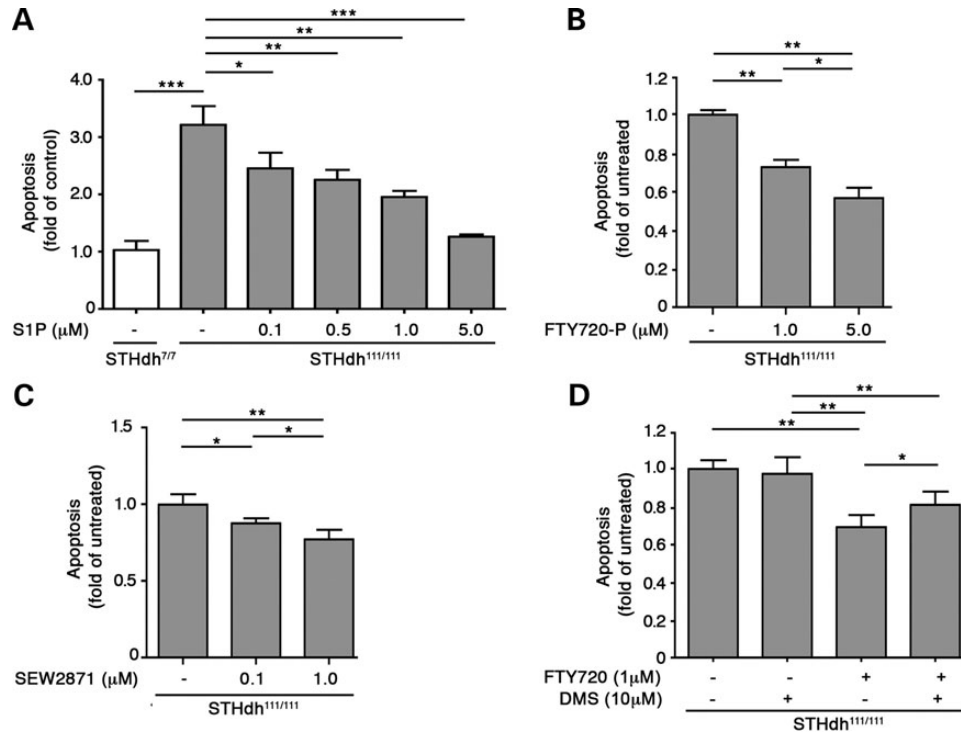 A
***
**
**
*
***
4.0
3.0
2.0
1.0
0
Apoptosis
(fold of control)
S1P (μM) - - 0.1 0.5 1.0 5.0
STHdh7/7 STHdh111/111
B
**
** *
1.2
1.0
0.8
0.6
0.4
0.2
0
Apoptosis
(fold of untreated)
FTY720-P (μM) - 1.0 5.0
STHdh111/111
C
**
* *
1.5
1.0
0.5
0
Apoptosis
(fold of untreated)
SEW2871 (μM) - 0.1 1.0
STHdh111/111
D
**
**
**
*
1.2
1.0
0.8
0.6
0.4
0.2
0
Apoptosis
(fold of untreated)
FTY720 (1μM) - - + +
DMS (10μM) - + - +
STHdh111/111